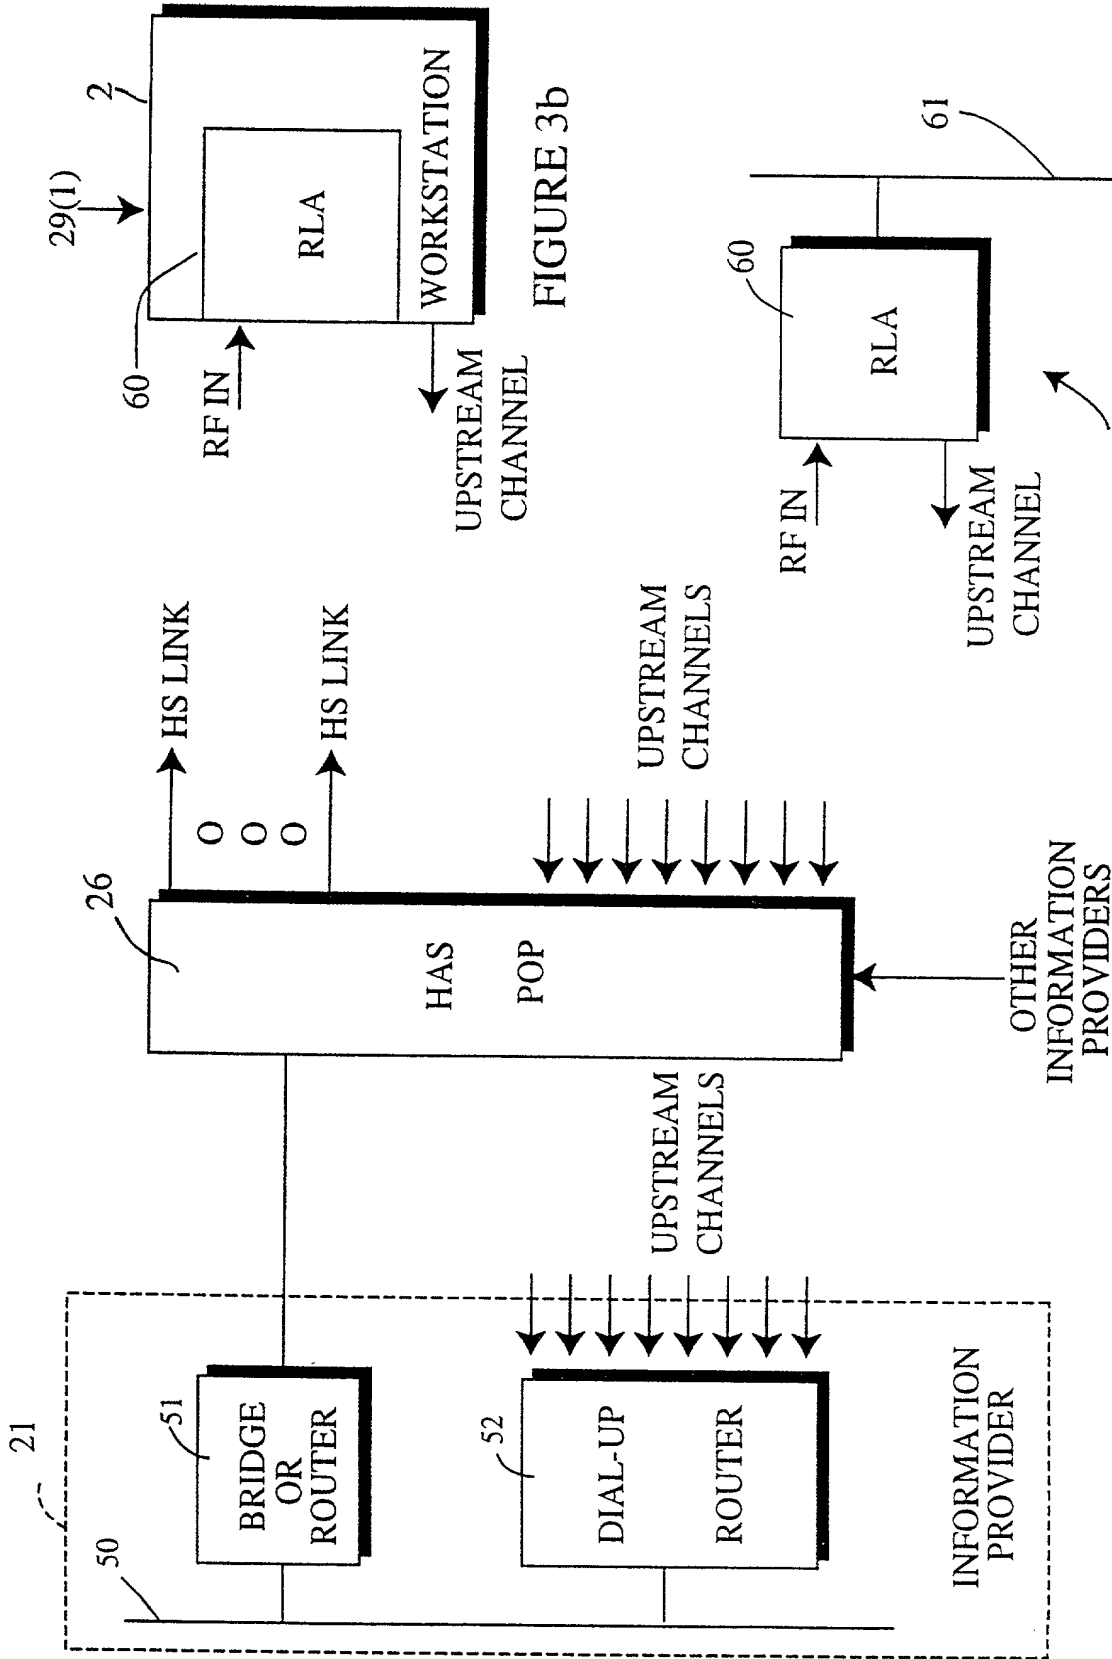 21
50
51
BRIDGE
OR
ROUTER
52
DIAL-UP
ROUTER
INFORMATION
PROVIDER
UPSTREAM
CHANNELS
26
HAS
POP
OTHER
INFORMATION
PROVIDERS
HS LINK
O
O
O
HS LINK
UPSTREAM
CHANNELS
29(1)
2
60
RF IN
RLA
WORKSTATION
UPSTREAM
CHANNEL
FIGURE 3b
60
61
RF IN
RLA
UPSTREAM
CHANNEL